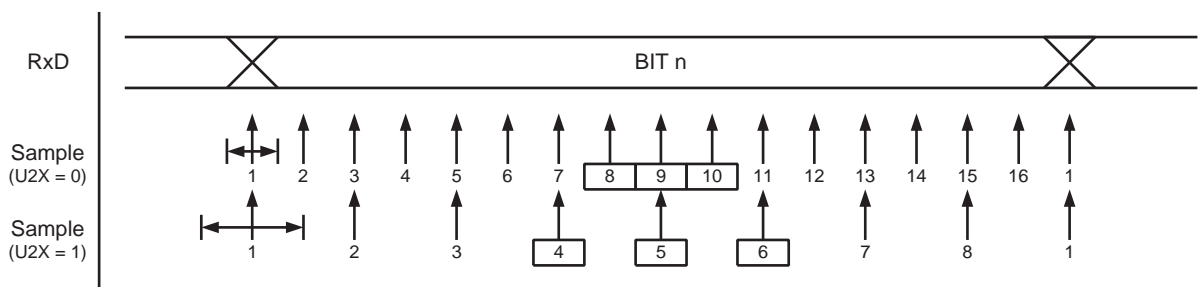 RxD BIT n
Sample
(U2X = 0) 1 2 3 4 5 6 7 8 9 10 11 12 13 14 15 16 1
Sample
(U2X = 1) 1 2 3 4 5 6 7 8 1